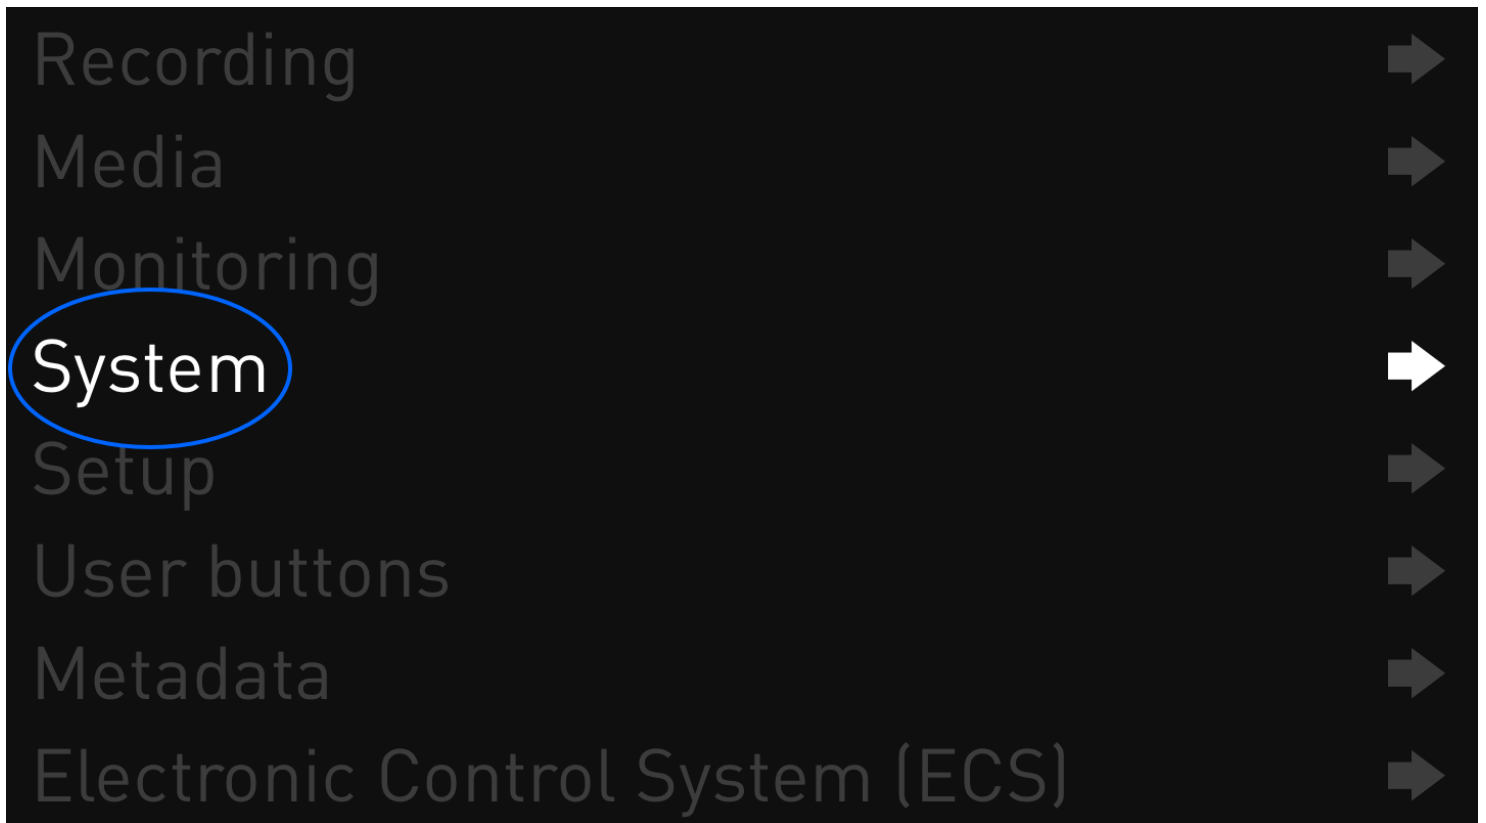 Recording
Media
Monitoring
System
Setup
User buttons
Metadata
Electronic Control System (ECS)